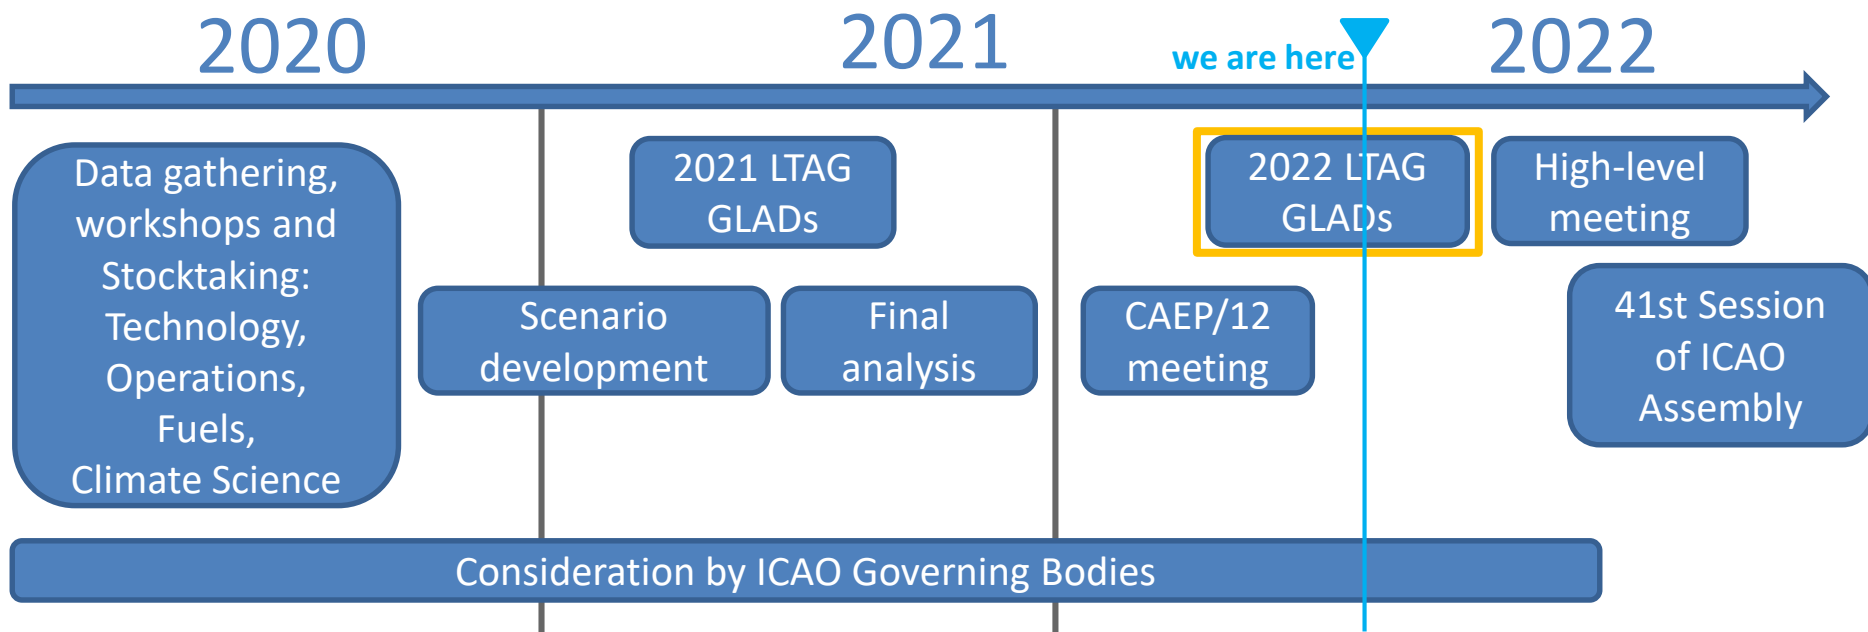 2020
2021
we are here
2022
Data gathering,
workshops and
Stocktaking:
Technology,
Operations,
Fuels,
Climate Science
2021 LTAG
GLADs
2022 LTAG
GLADs
High-level
meeting
Scenario
development
Final
analysis
CAEP/12
meeting
41st Session
of ICAO
Assembly
Consideration by ICAO Governing Bodies